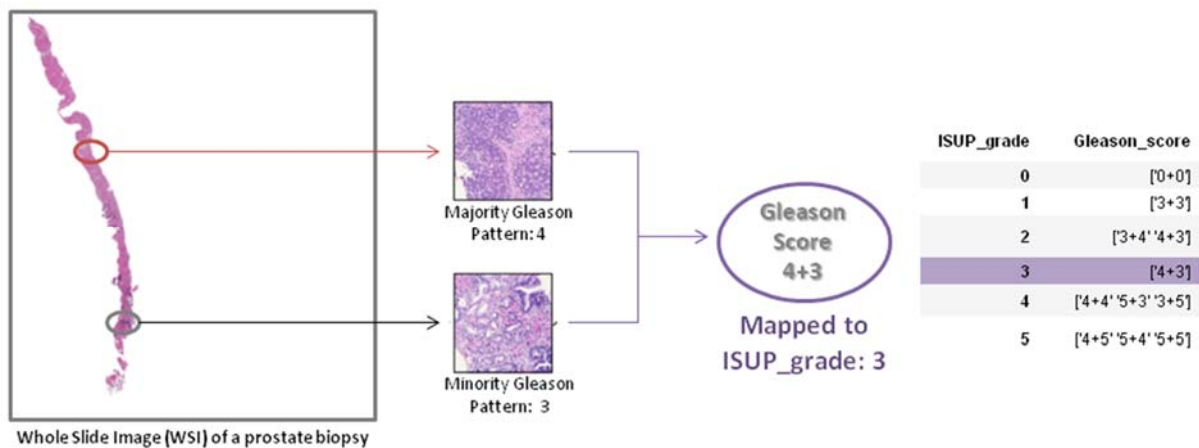 Whole Slide Image (WSI) of a prostate biopsy
Majority Gleason
Pattern: 4
Minority Gleason
Pattern: 3
Gleason
Score
4+3
Mapped to
ISUP_grade: 3
ISUP_grade Gleason_score
0 ['0+0']
1 ['3+3']
2 ['3+4' '4+3']
3 ['4+3']
4 ['4+4' '5+3' '3+5']
5 ['4+5' '5+4' '5+5']